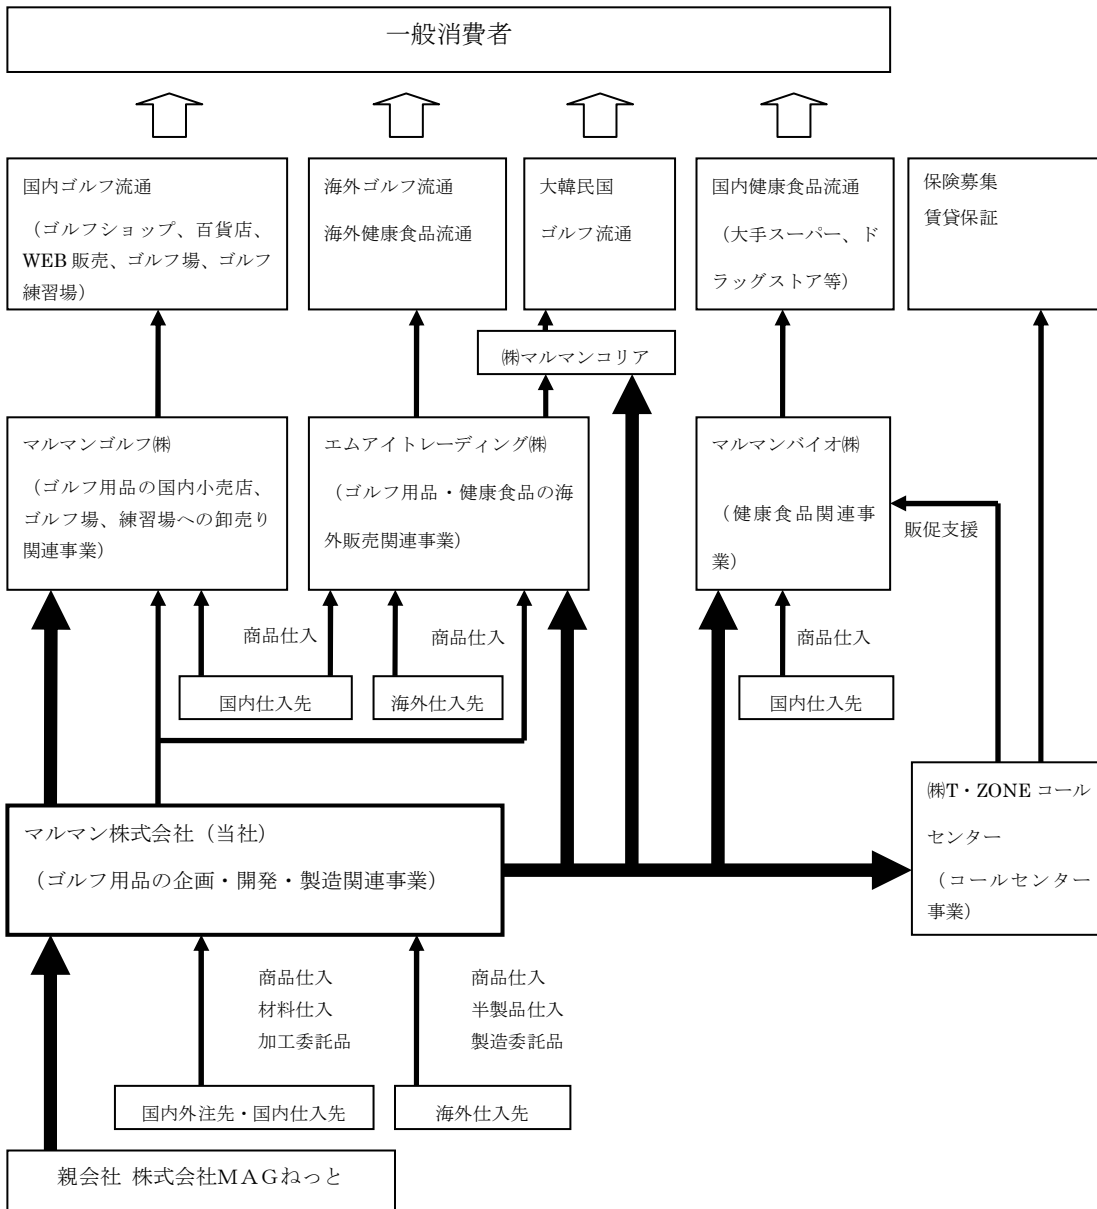 一般消費者
国内ゴルフ流通
（ゴルフショップ、百貨店、
WEB 販売、ゴルフ場、ゴルフ
練習場）
海外ゴルフ流通
海外健康食品流通
大韓民国
ゴルフ流通
国内健康食品流通
（大手スーパー、ド
ラッグストア等）
保険募集
賃貸保証
㈱マルマンコリア
マルマンゴルフ㈱
（ゴルフ用品の国内小売店、
ゴルフ場、練習場への卸売り
関連事業）
エムアイトレーディング㈱
（ゴルフ用品・健康食品の海
外販売関連事業）
マルマンバイオ㈱
（健康食品関連事
業）
販促支援
商品仕入
商品仕入
商品仕入
国内仕入先
海外仕入先
国内仕入先
㈱T・ZONE コール
センター
（コールセンター
事業）
マルマン株式会社（当社）
（ゴルフ用品の企画・開発・製造関連事業）
商品仕入
材料仕入
加工委託品
商品仕入
半製品仕入
製造委託品
国内外注先・国内仕入先
海外仕入先
親会社 株式会社ＭＡＧねっと